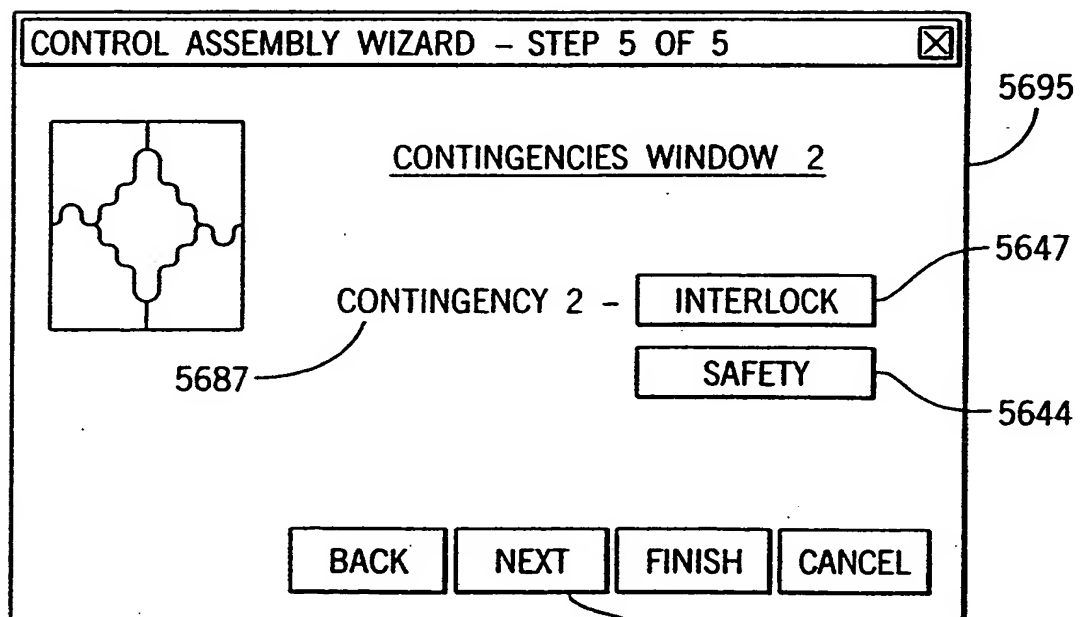 CONTROL ASSEMBLY WIZARD - STEP 5 OF 5
5695
CONTINGENCIES WINDOW 2
5647
CONTINGENCY 2 - INTERLOCK
5687
SAFETY
5644
BACK NEXT FINISH CANCEL